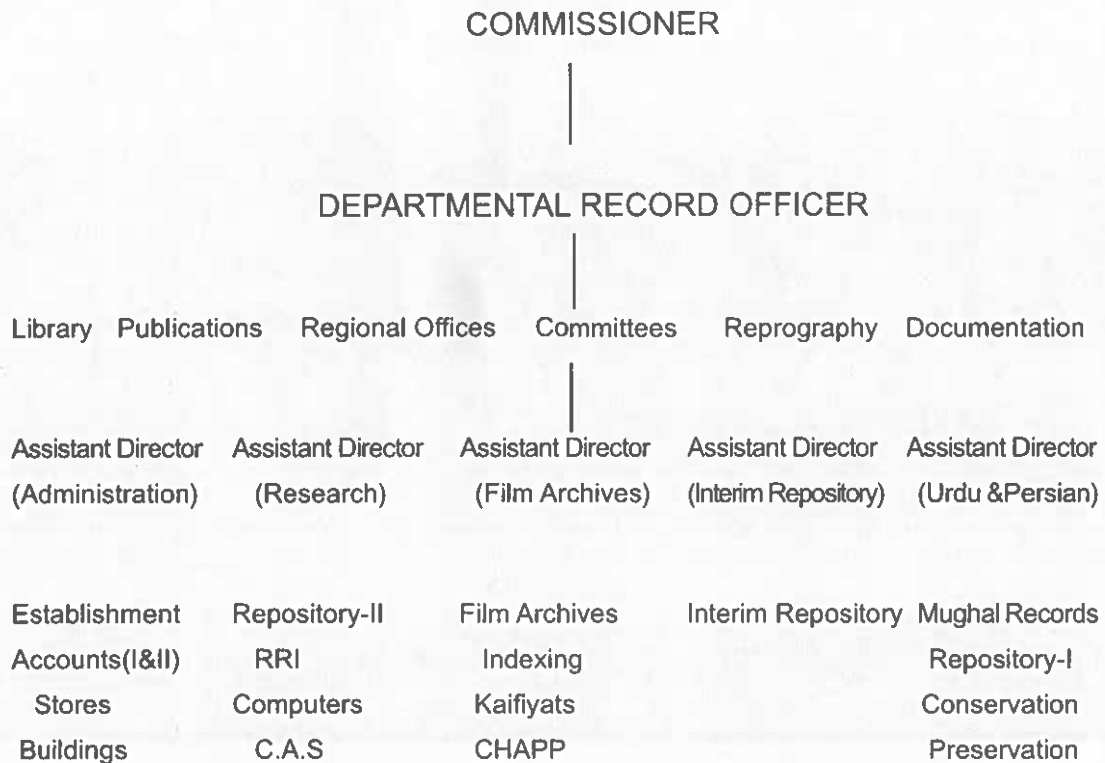 COMMISSIONER
DEPARTMENTAL RECORD OFFICER
Library Publications Regional Offices Committees Reprography Documentation
Assistant Director Assistant Director Assistant Director Assistant Director Assistant Director
(Administration) (Research) (Film Archives) (Interim Repository) (Urdu &Persian)
Establishment Repository-II Film Archives Interim Repository Mughal Records
Accounts(I&II) RRI Indexing Repository-I
Stores Computers Kaifiyats Conservation
Buildings C.A.S CHAPP Preservation